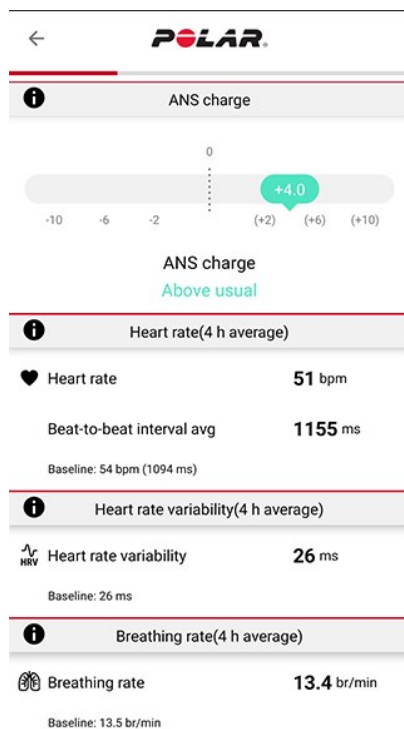 POLAR.
ANS charge
0
+4.0
-10 -6 -2 (+2) (+6) (+10)
ANS charge
Above usual
Heart rate(4 h average)
Heart rate 51 bpm
Beat-to-beat interval avg 1155 ms
Baseline: 54 bpm (1094 ms)
Heart rate variability(4 h average)
HRV Heart rate variability 26 ms
Baseline: 26 ms
Breathing rate(4 h average)
Breathing rate 13.4 br/min
Baseline: 13.5 br/min